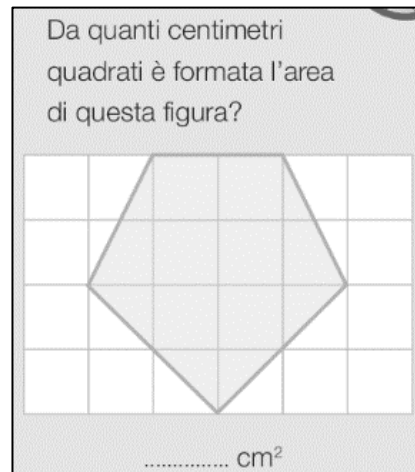 Da quanti centimetri
quadrati è formata l'area
di questa figura?
............... cm²